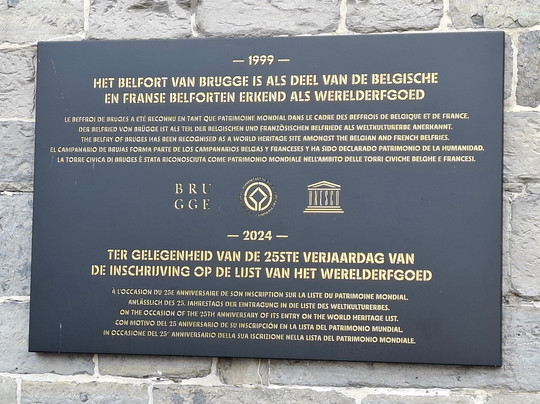 — 1999 —
HET BELFORT VAN BRUGGE IS ALS DEEL VAN DE BELGISCHE
EN FRANSE BELFORTEN ERKEND ALS WERELDERFGOED
LE BEFFROI DE BRUGES A ÉTÉ RECONNU EN TANT QUE PATRIMOINE MONDIAL DANS LE CADRE DES BEFFROIS DE BELGIQUE ET DE FRANCE.
DER BELFRIED VON BRÜGGE IST ALS TEIL DER BELGISCHEN UND FRANZÖSISCHEN BELFRIEDE ALS WELTKULTURERBE ANERKANNT.
THE BELFRY OF BRUGES HAS BEEN RECOGNISED AS A WORLD HERITAGE SITE AMONGST THE BELGIAN AND FRENCH BELFRIES.
EL CAMPANARIO DE BRUJAS FORMA PARTE DE LOS CAMPANARIOS BELGAS Y FRANCESES Y HA SIDO DECLARADO PATRIMONIO DE LA HUMANIDAD.
LA TORRE CIVICA DI BRUGES È STATA RICONOSCIUTA COME PATRIMONIO MONDIALE NELL'AMBITO DELLE TORRI CIVICHE BELGHE E FRANCESI.
BRU
GGE
UNESCO
— 2024 —
TER GELEGENHEID VAN DE 25STE VERJAARDAG VAN
DE INSCHRIJVING OP DE LIJST VAN HET WERELDERFGOED
À L'OCCASION DU 25E ANNIVERSAIRE DE SON INSCRIPTION SUR LA LISTE DU PATRIMOINE MONDIAL.
ANLÄSSLICH DES 25. JAHRESTAGS DER EINTRAGUNG IN DIE LISTE DES WELTKULTURERBES.
ON THE OCCASION OF THE 25TH ANNIVERSARY OF ITS ENTRY ON THE WORLD HERITAGE LIST.
CON MOTIVO DEL 25 ANIVERSARIO DE SU INSCRIPCIÓN EN LA LISTA DEL PATRIMONIO MUNDIAL.
IN OCCASIONE DEL 25° ANNIVERSARIO DELLA SUA ISCRIZIONE NELLA LISTA DEL PATRIMONIO MONDIALE.